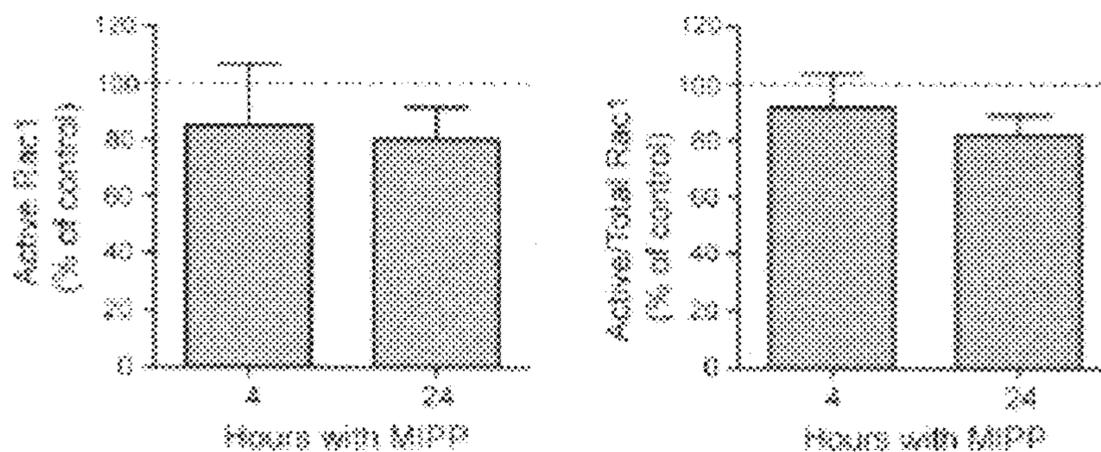 Active Rac1
(% of control)
120
100
80
60
40
20
0
4 24
Hours with MIPP
Active/Total Rac1
(% of control)
120
100
80
60
40
20
0
4 24
Hours with MIPP